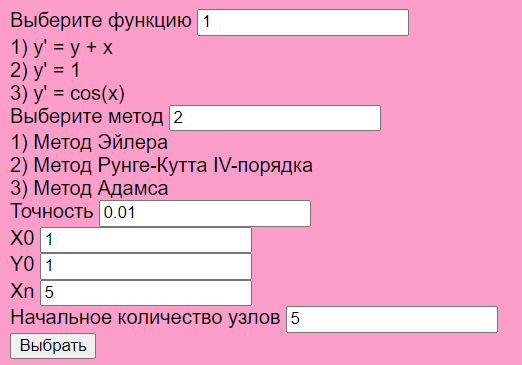 Выберите функцию 1
1) y' = y + x
2) y' = 1
3) y' = cos(x)
Выберите метод 2
1) Метод Эйлера
2) Метод Рунге-Кутта IV-порядка
3) Метод Адамса
Точность 0.01
X0 1
Y0 1
Xn 5
Начальное количество узлов 5
Выбрать